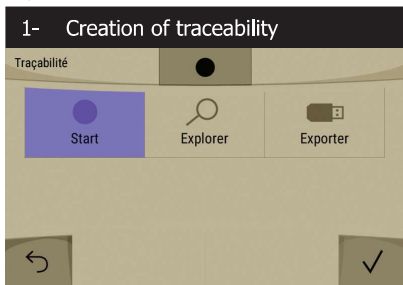 1- Creation of traceability
Traçabilité
Start
Explorer
Exporter